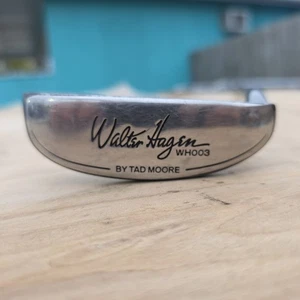 Walter Hagen
WH003
BY TAD MOORE